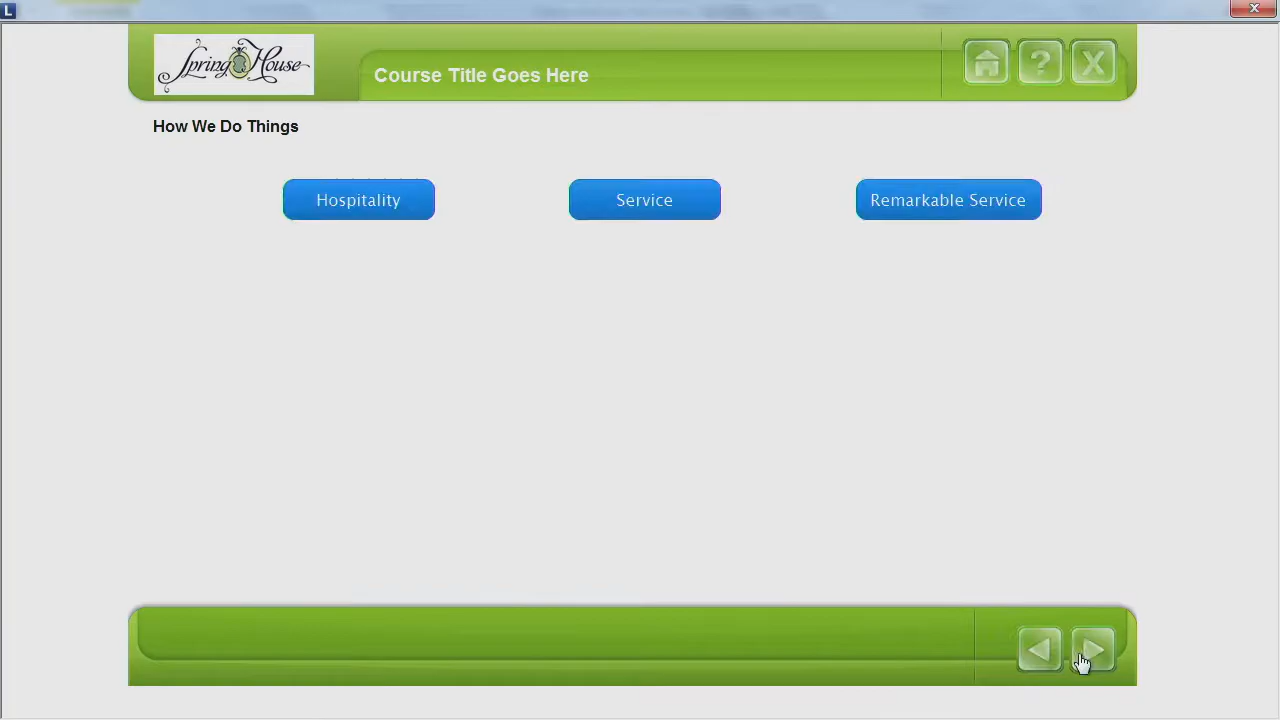 L
Spring House
Course Title Goes Here
?
X
How We Do Things
Hospitality
Service
Remarkable Service